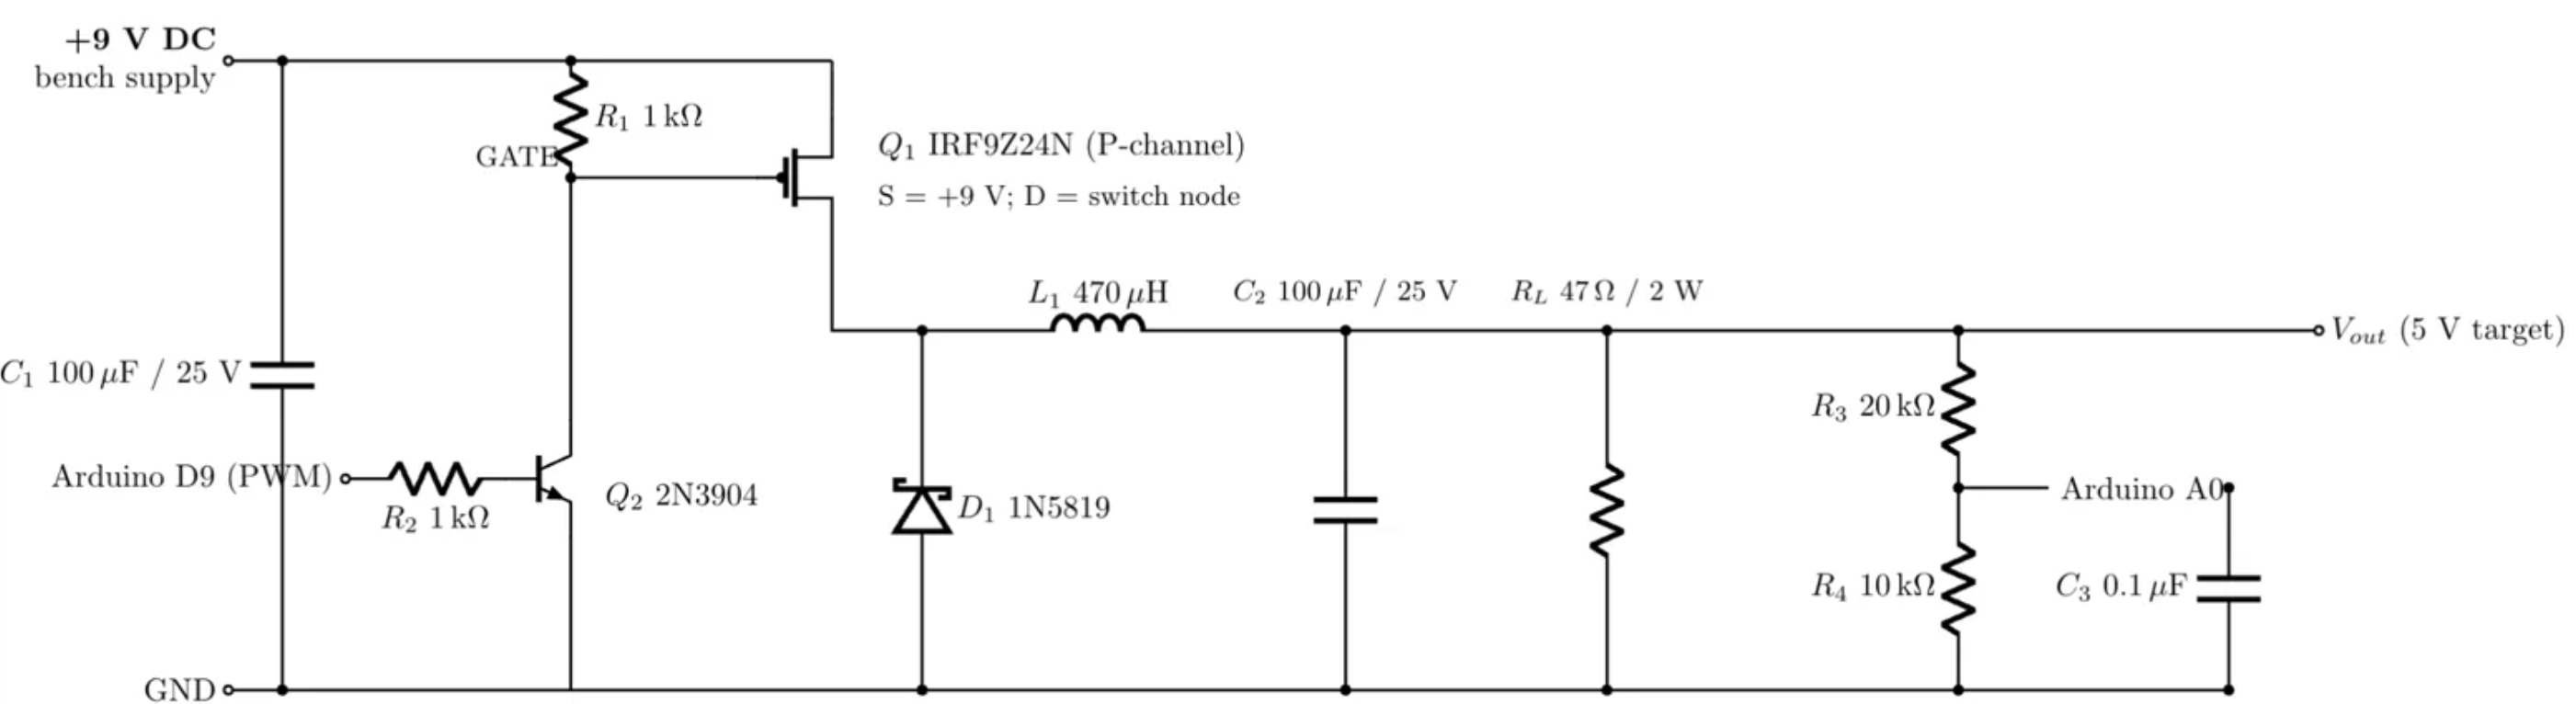 +9 V DC
bench supply
R₁ 1 kΩ
GATE
Q₁ IRF9Z24N (P-channel)
S = +9 V; D = switch node
L₁ 470 μH
C₂ 100 μF / 25 V
R_L 47 Ω / 2 W
V_out (5 V target)
C₁ 100 μF / 25 V
R₃ 20 kΩ
Arduino D9 (PWM)
R₂ 1 kΩ
Q₂ 2N3904
D₁ 1N5819
Arduino A0
R₄ 10 kΩ
C₃ 0.1 μF
GND